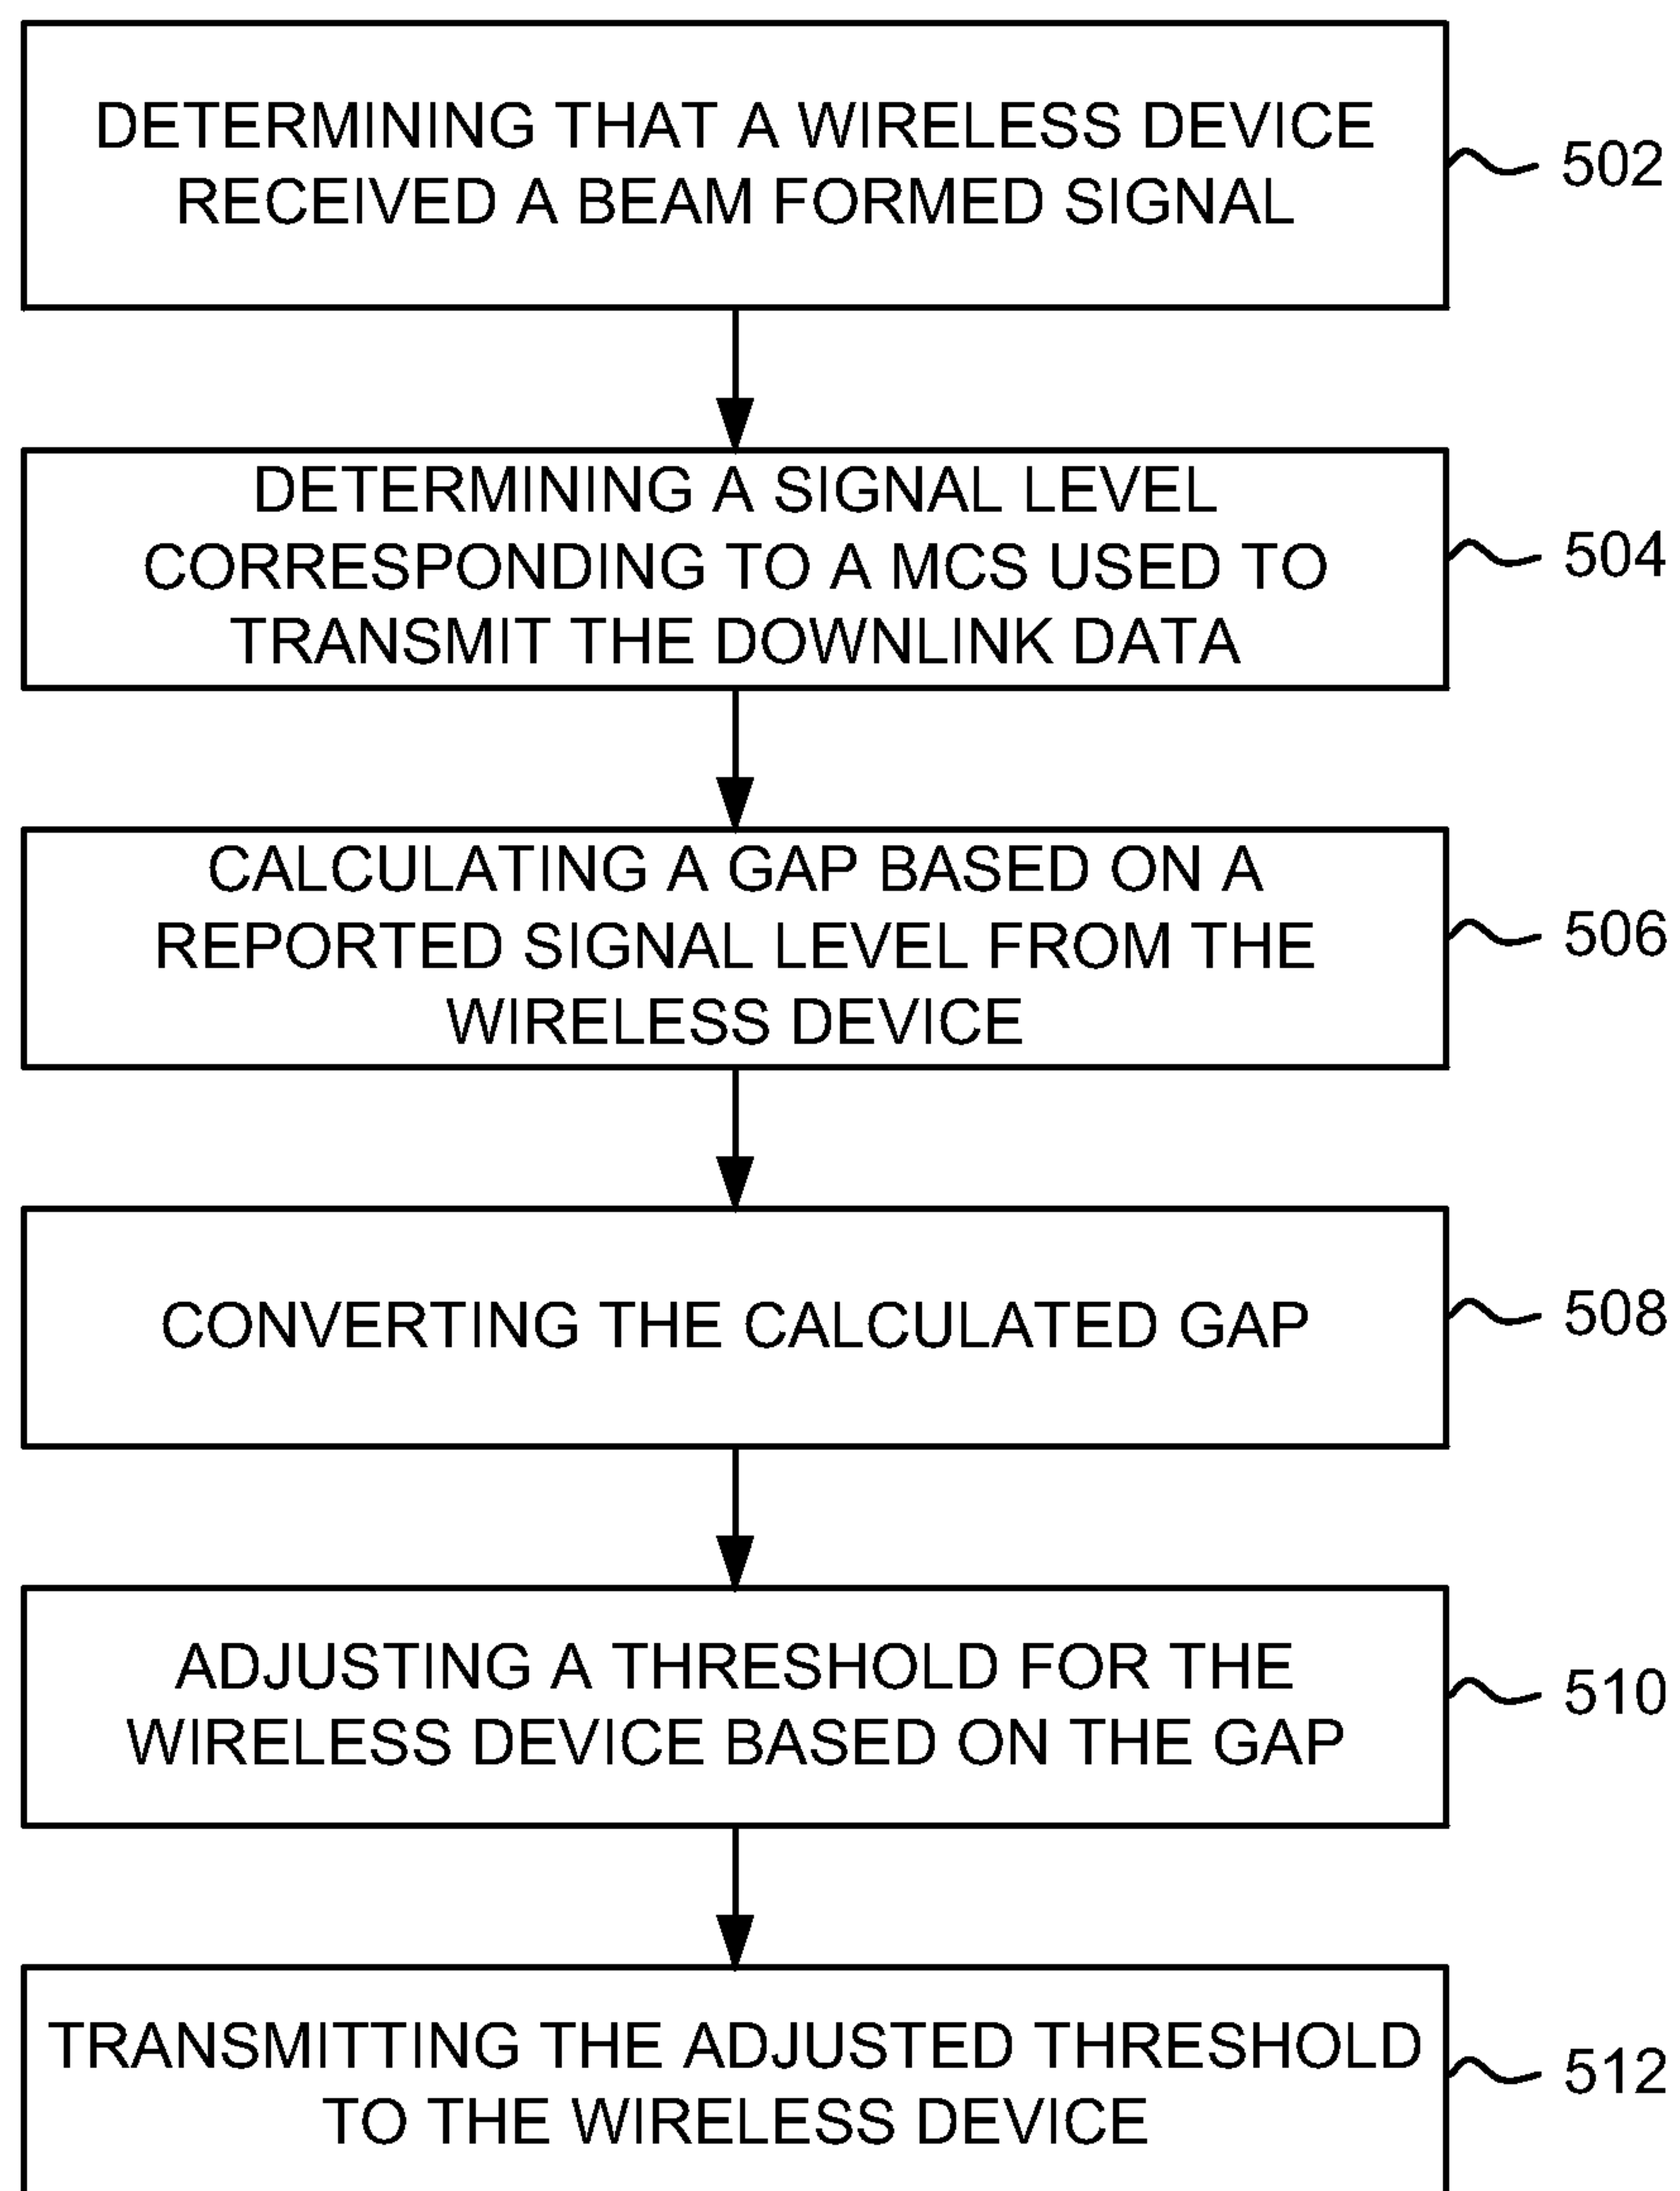 DETERMINING THAT A WIRELESS DEVICE
RECEIVED A BEAM FORMED SIGNAL
502
DETERMINING A SIGNAL LEVEL
CORRESPONDING TO A MCS USED TO
TRANSMIT THE DOWNLINK DATA
504
CALCULATING A GAP BASED ON A
REPORTED SIGNAL LEVEL FROM THE
WIRELESS DEVICE
506
CONVERTING THE CALCULATED GAP
508
ADJUSTING A THRESHOLD FOR THE
WIRELESS DEVICE BASED ON THE GAP
510
TRANSMITTING THE ADJUSTED THRESHOLD
TO THE WIRELESS DEVICE
512